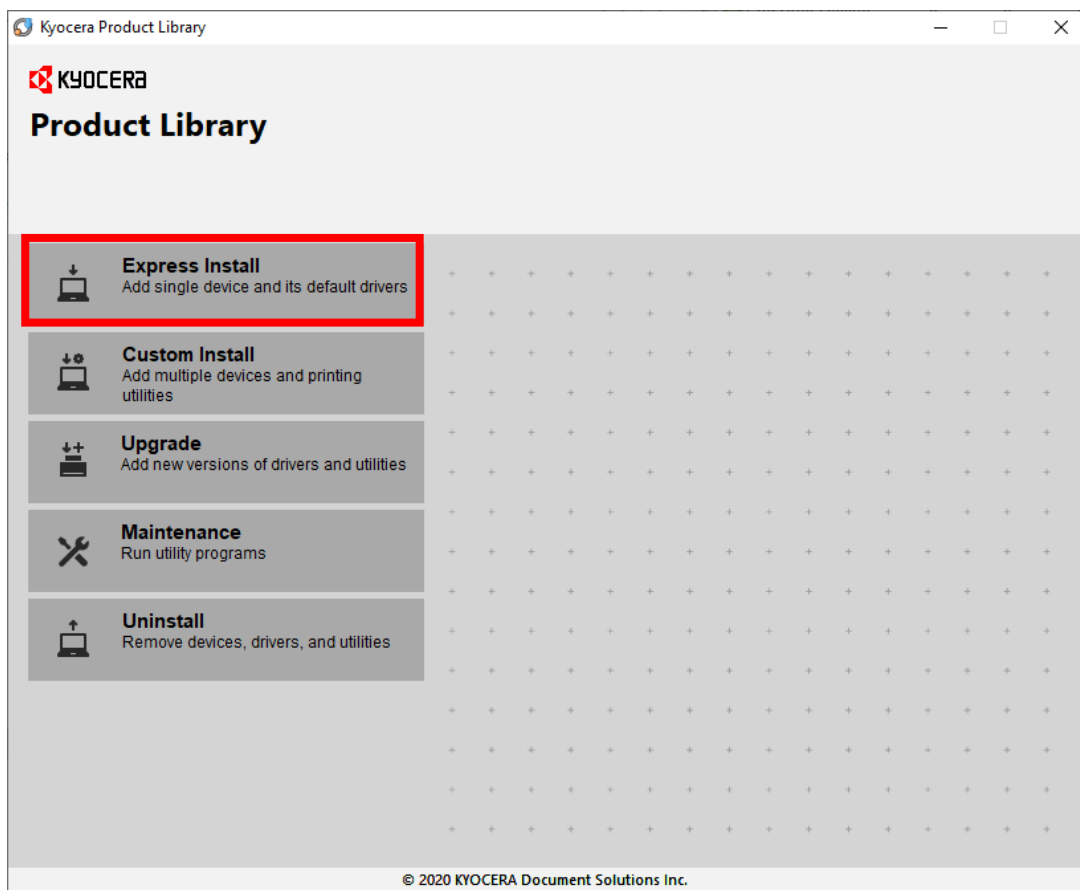 Kyocera Product Library
KYOCERA
Product Library
Express Install
Add single device and its default drivers
Custom Install
Add multiple devices and printing
utilities
Upgrade
Add new versions of drivers and utilities
Maintenance
Run utility programs
Uninstall
Remove devices, drivers, and utilities
© 2020 KYOCERA Document Solutions Inc.